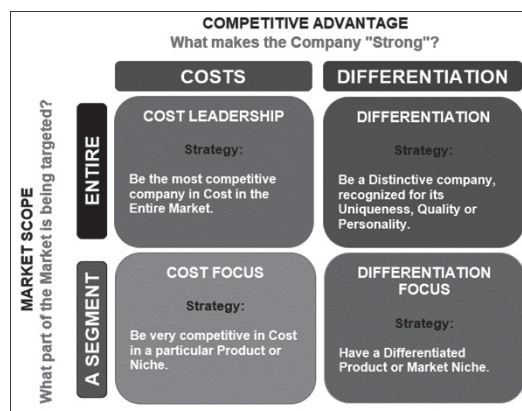 COMPETITIVE ADVANTAGE
What makes the Company "Strong"?
COSTS
DIFFERENTIATION
MARKET SCOPE
What part of the Market is being targeted?
ENTIRE
COST LEADERSHIP
Strategy:
Be the most competitive
company in Cost in the
Entire Market.
DIFFERENTIATION
Strategy:
Be a Distinctive company,
recognized for its
Uniqueness, Quality or
Personality.
A SEGMENT
COST FOCUS
Strategy:
Be very competitive in Cost
in a particular Product or
Niche.
DIFFERENTIATION
FOCUS
Strategy:
Have a Differentiated
Product or Market Niche.